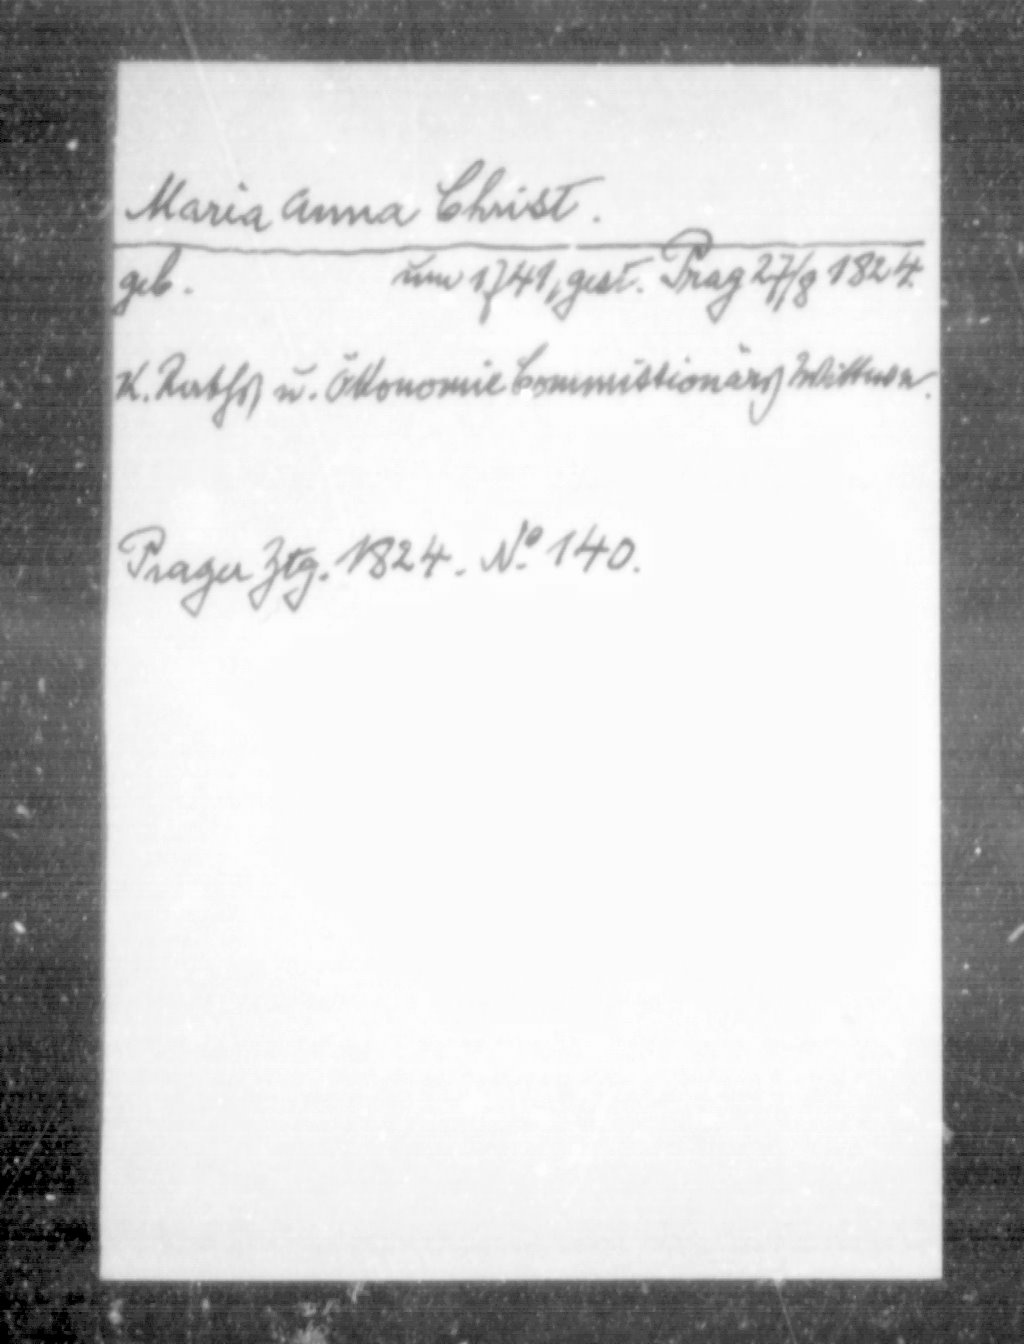 Maria Anna Christ.
geb. um 1741, gest. Prag 27/8 1824.
K. Raths u. Ökonomie Commissionärs Wittwe.
Prager Ztg. 1824. No. 140.